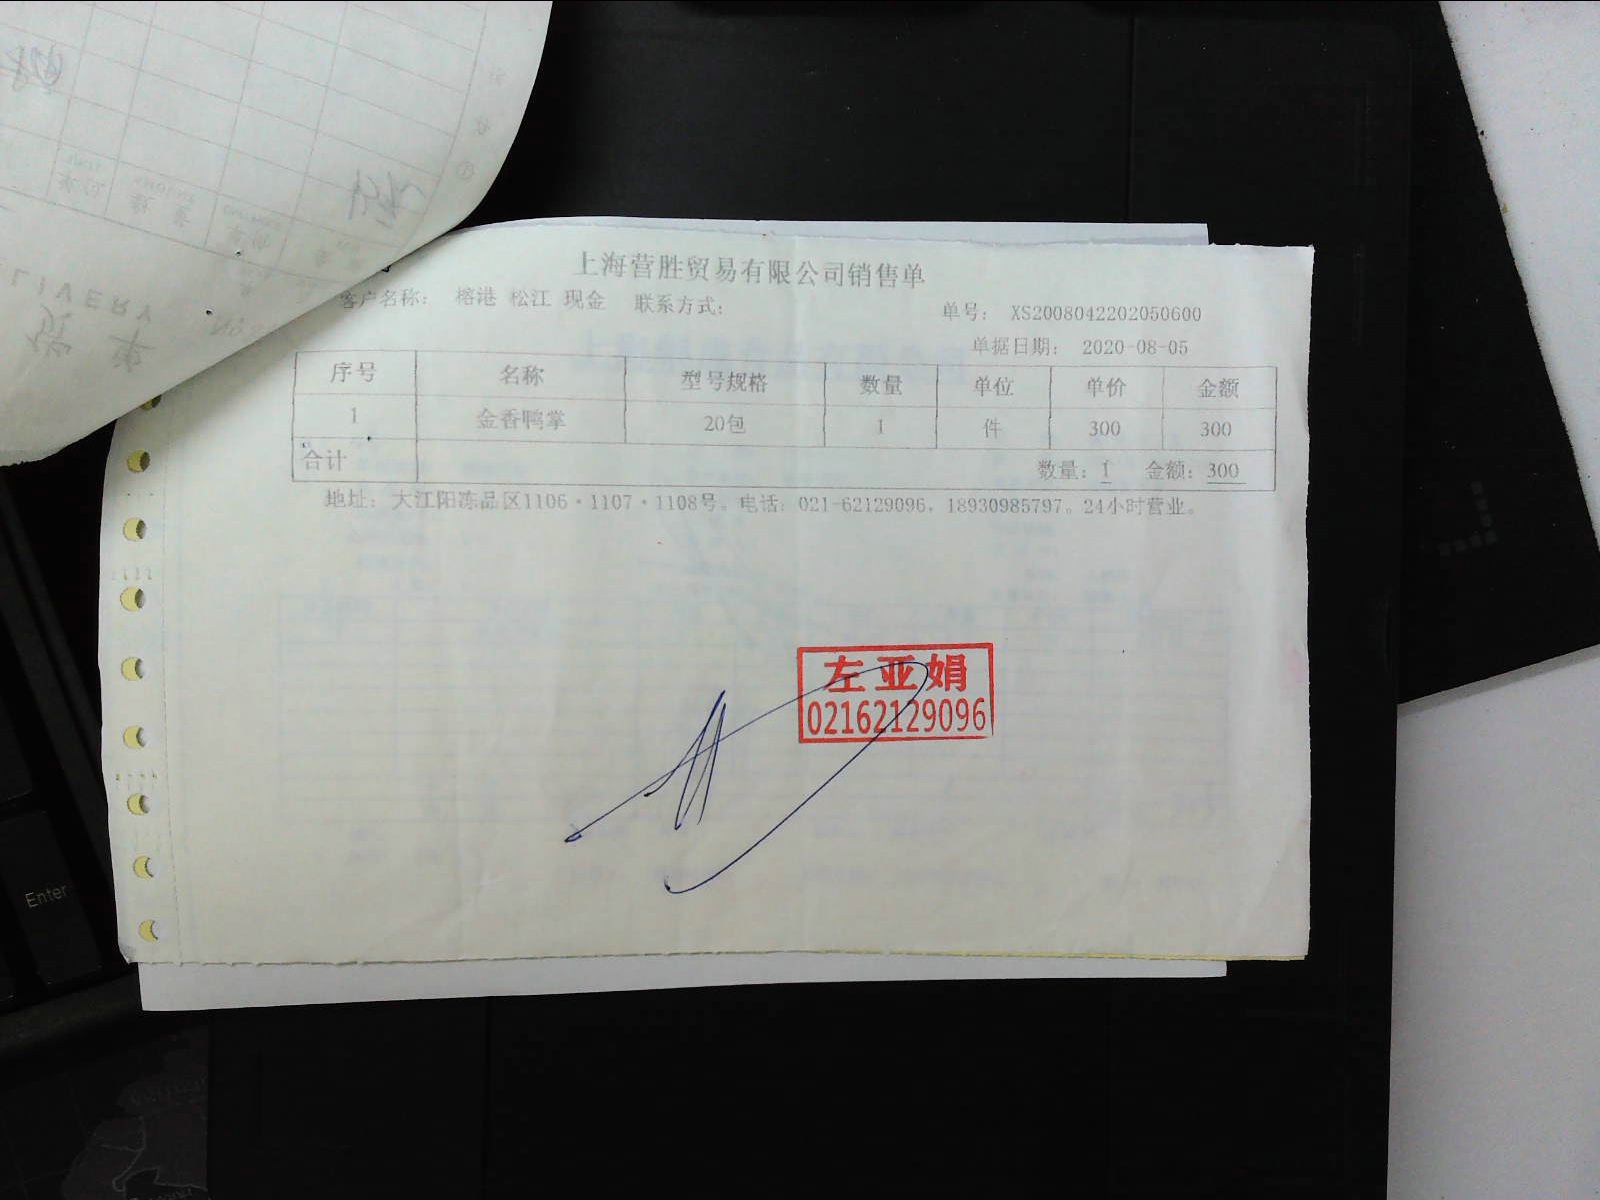 上海营胜贸易有限公司销售单
客户名称： 榕港 松江 现金 联系方式：
单号： XS2008042202050600
单据日期： 2020-08-05
序号 名称 型号规格 数量 单位 单价 金额
1 金香鸭掌 20包 1 件 300 300
合计 数量：1 金额：300
地址：大江阳冻品区1106·1107·1108号。电话：021-62129096，18930985797。24小时营业。
左亚娟
02162129096
Enter